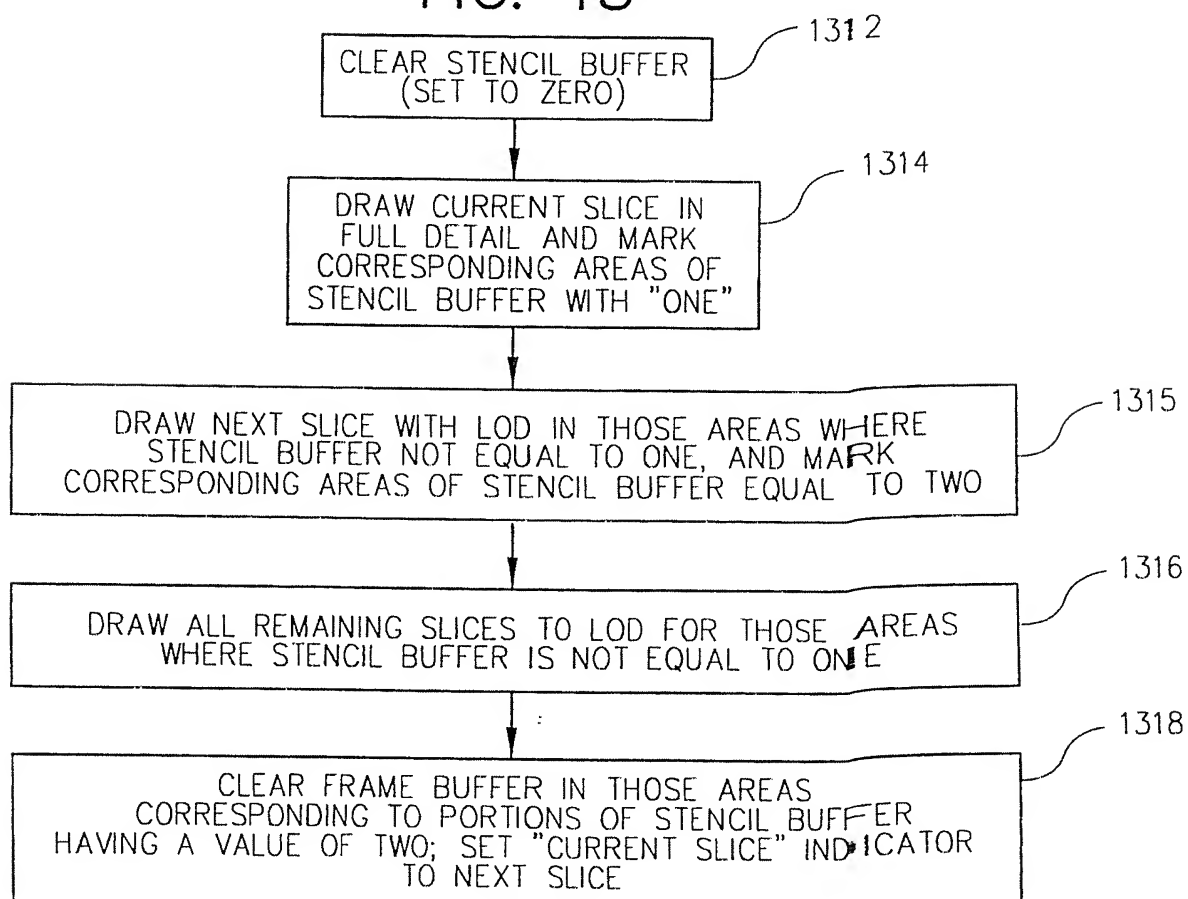 FIG. 13
1312
CLEAR STENCIL BUFFER
(SET TO ZERO)
1314
DRAW CURRENT SLICE IN
FULL DETAIL AND MARK
CORRESPONDING AREAS OF
STENCIL BUFFER WITH "ONE"
1315
DRAW NEXT SLICE WITH LOD IN THOSE AREAS WHERE
STENCIL BUFFER NOT EQUAL TO ONE, AND MARK
CORRESPONDING AREAS OF STENCIL BUFFER EQUAL TO TWO
1316
DRAW ALL REMAINING SLICES TO LOD FOR THOSE AREAS
WHERE STENCIL BUFFER IS NOT EQUAL TO ONE
1318
CLEAR FRAME BUFFER IN THOSE AREAS
CORRESPONDING TO PORTIONS OF STENCIL BUFFER
HAVING A VALUE OF TWO; SET "CURRENT SLICE" INDICATOR
TO NEXT SLICE